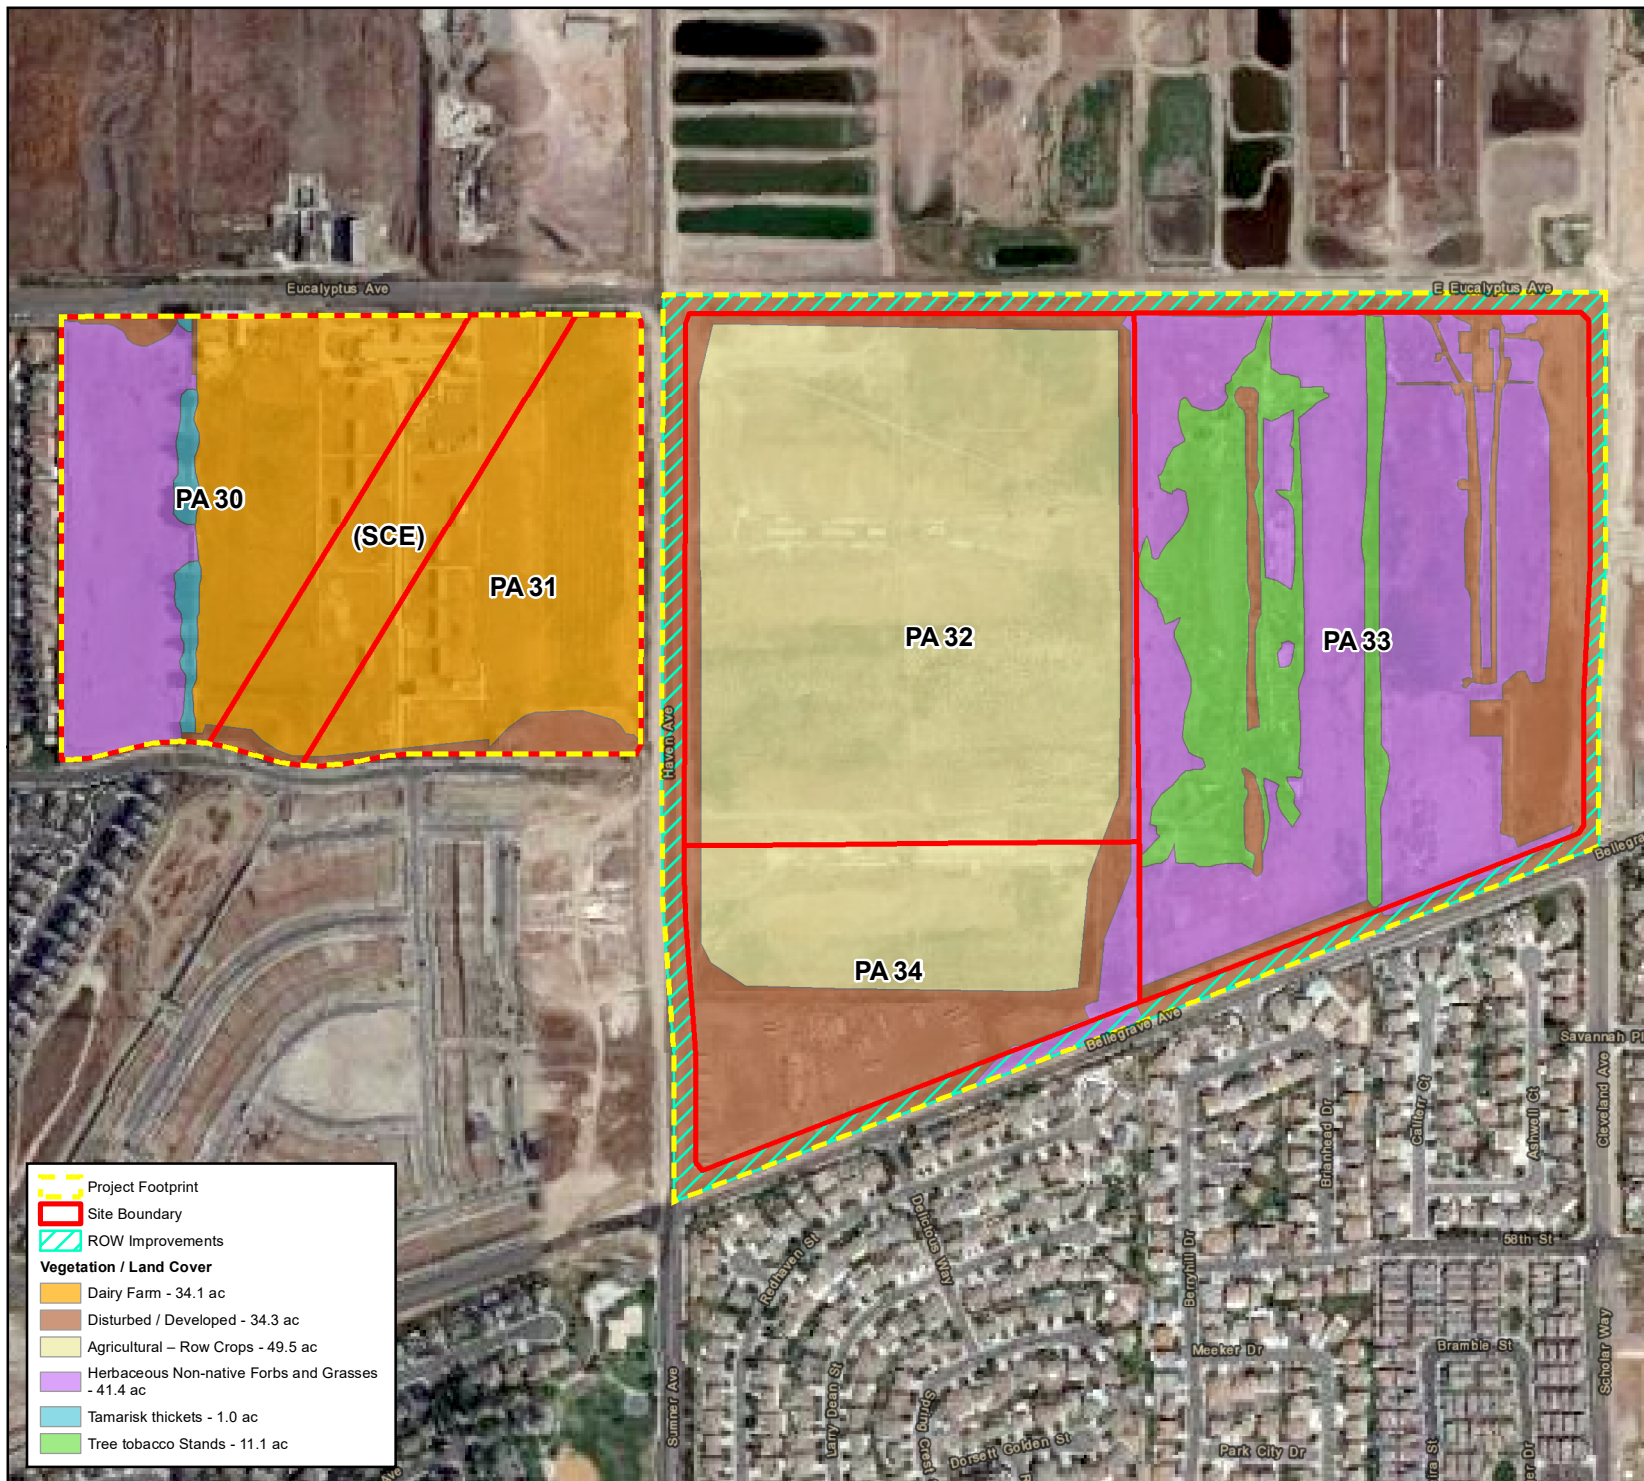 Eucalyptus Ave
E Eucalyptus Ave
PA 30
(SCE)
PA 31
PA 32
PA 33
Haven Ave
PA 34
Bellegrave Ave
Savannah Pl
Cleveland Ave
Ashwell Ct
Brianhead Dr
58th St
Delicious Way
Redhaven St
Berryhill Dr
Meeker Dr
Bramble St
Scholar Way
Sumner Ave
Larry Dean St
Spring Crest
Dorsett Golden St
Park City Dr
Ave
Project Footprint
Site Boundary
ROW Improvements
Vegetation / Land Cover
Dairy Farm - 34.1 ac
Disturbed / Developed - 34.3 ac
Agricultural – Row Crops - 49.5 ac
Herbaceous Non-native Forbs and Grasses
- 41.4 ac
Tamarisk thickets - 1.0 ac
Tree tobacco Stands - 11.1 ac